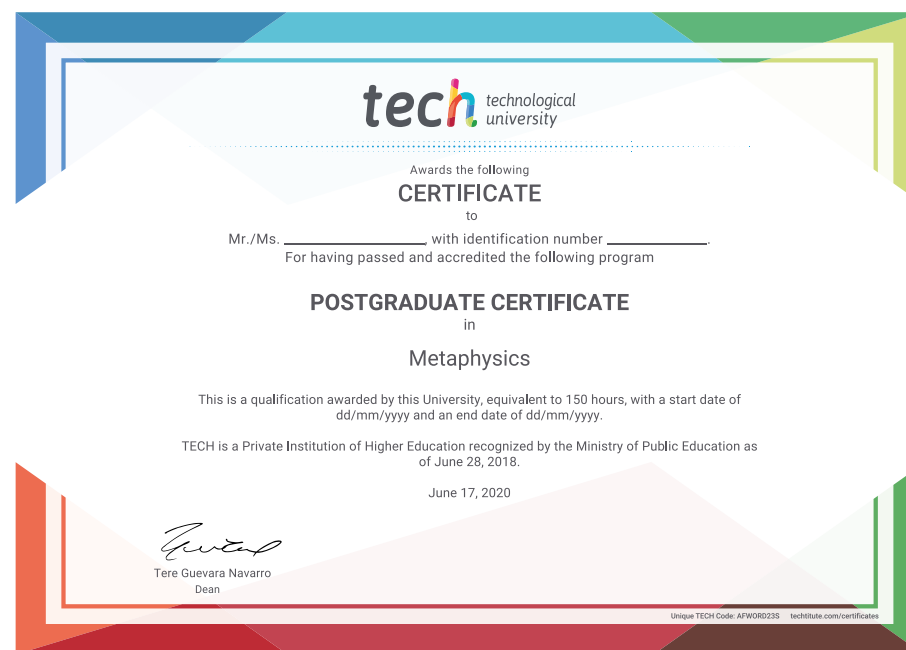 tech technological
university
Awards the following
CERTIFICATE
to
Mr./Ms. ________________, with identification number ___________.
For having passed and accredited the following program
POSTGRADUATE CERTIFICATE
in
Metaphysics
This is a qualification awarded by this University, equivalent to 150 hours, with a start date of
dd/mm/yyyy and an end date of dd/mm/yyyy.
TECH is a Private Institution of Higher Education recognized by the Ministry of Public Education as
of June 28, 2018.
June 17, 2020
Tere Guevara Navarro
Dean
Unique TECH Code: AFWORD23S techtitute.com/certificates